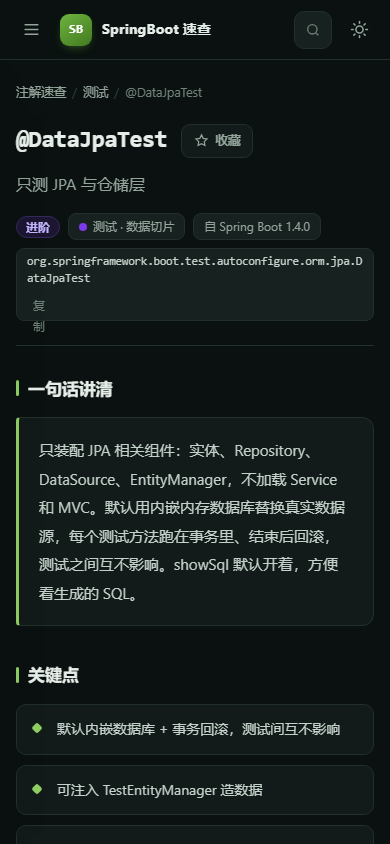 SB SpringBoot 速查
注解速查 / 测试 / @DataJpaTest
@DataJpaTest 收藏
只测 JPA 与仓储层
进阶 测试 · 数据切片 自 Spring Boot 1.4.0
org.springframework.boot.test.autoconfigure.orm.jpa.D
ataJpaTest
复
制
一句话讲清
只装配 JPA 相关组件：实体、Repository、
DataSource、EntityManager，不加载 Service
和 MVC。默认用内嵌内存数据库替换真实数据
源，每个测试方法跑在事务里、结束后回滚，
测试之间互不影响。showSql 默认开着，方便
看生成的 SQL。
关键点
默认内嵌数据库 + 事务回滚，测试间互不影响
可注入 TestEntityManager 造数据